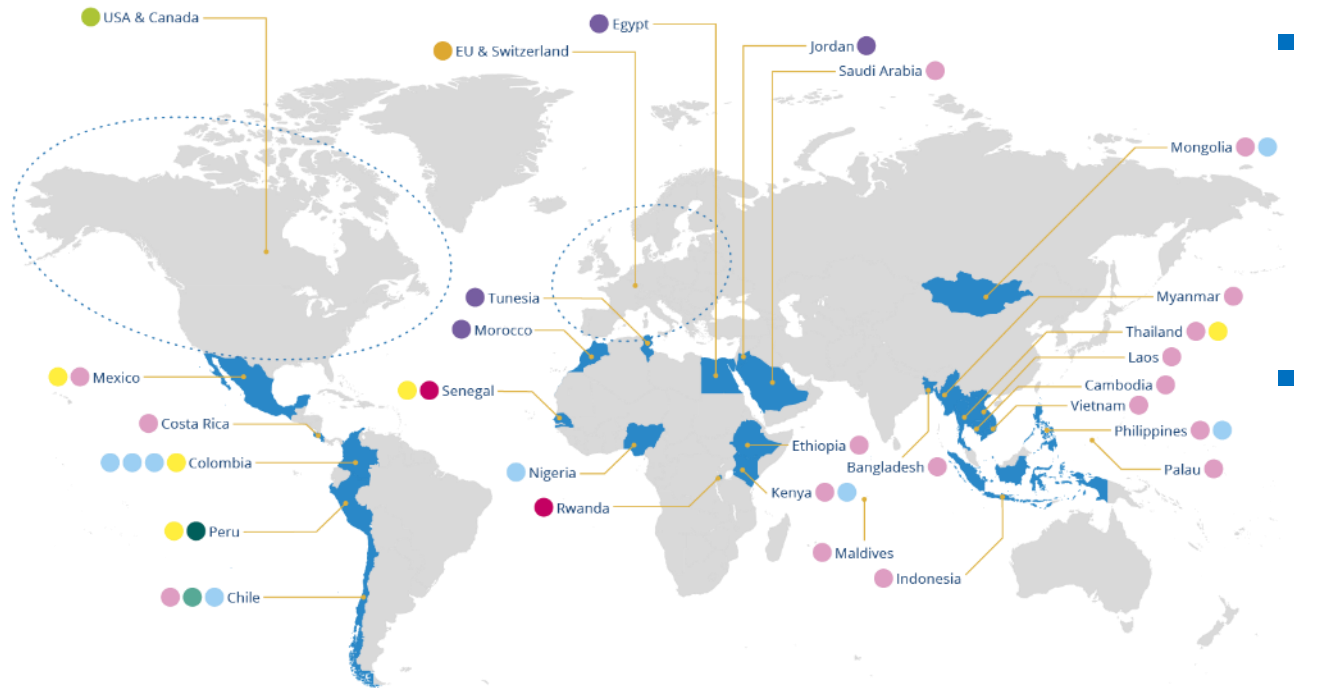 USA & Canada
Egypt
Jordan
EU & Switzerland
Saudi Arabia
Mongolia
Tunesia
Myanmar
Morocco
Thailand
Laos
Mexico
Senegal
Cambodia
Vietnam
Costa Rica
Philippines
Ethiopia
Colombia
Bangladesh
Palau
Nigeria
Kenya
Rwanda
Peru
Maldives
Indonesia
Chile